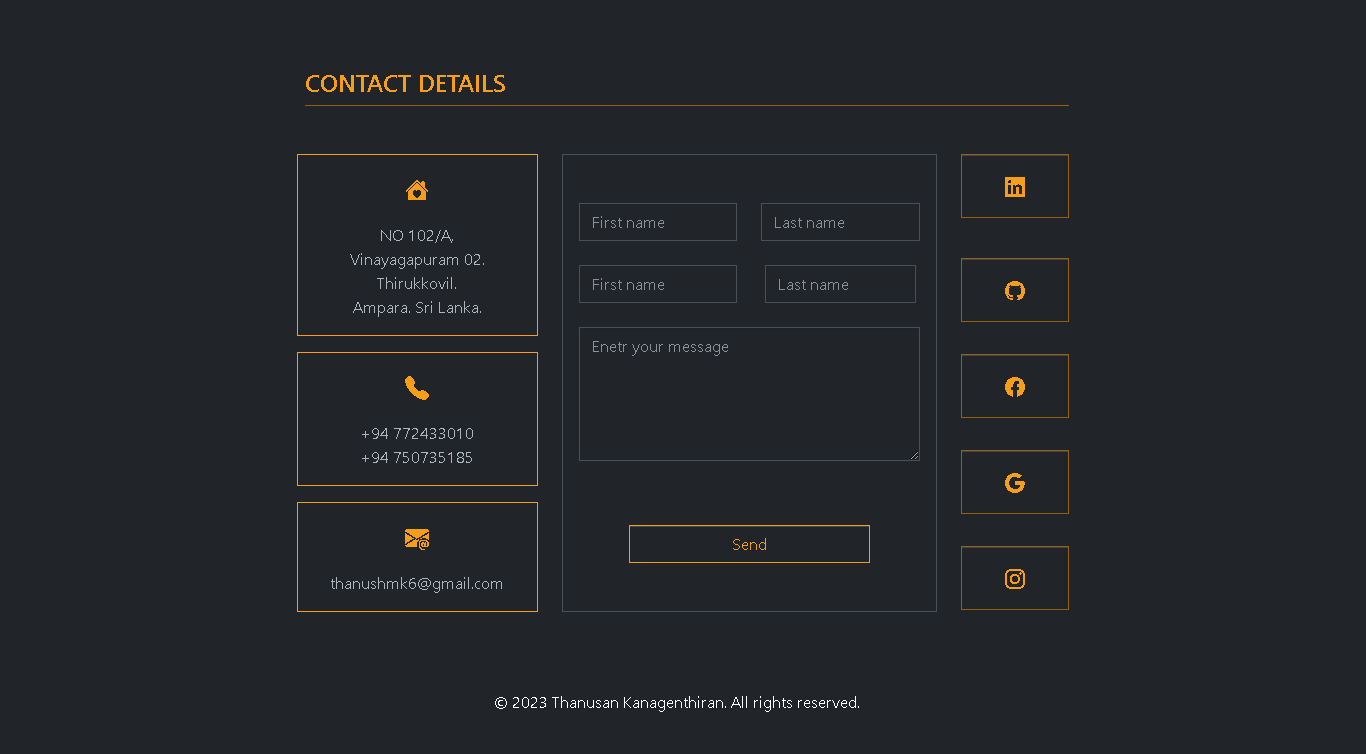 CONTACT DETAILS
NO 102/A,
Vinayagapuram 02.
Thirukkovil.
Ampara. Sri Lanka.
+94 772433010
+94 750735185
thanushmk6@gmail.com
First name
Last name
First name
Last name
Enetr your message
Send
© 2023 Thanusan Kanagenthiran. All rights reserved.